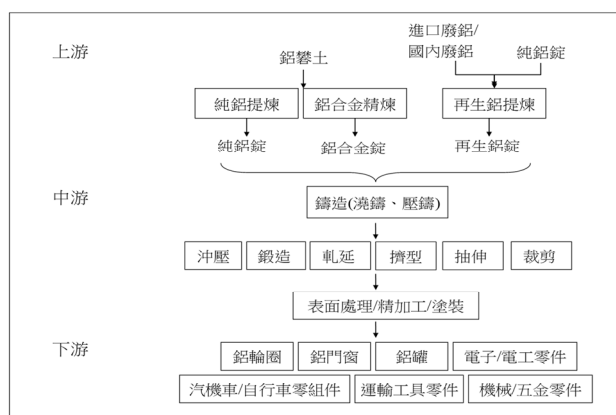 上游
進口廢鋁/
國內廢鋁
純鋁錠
鋁礬土
純鋁提煉
鋁合金精煉
再生鋁提煉
純鋁錠
鋁合金錠
再生鋁錠
中游
鑄造(澆鑄、壓鑄)
沖壓
鍛造
軋延
擠型
抽伸
裁剪
表面處理/精加工/塗裝
下游
鋁輪圈
鋁門窗
鋁罐
電子/電工零件
汽機車/自行車零組件
運輸工具零件
機械/五金零件